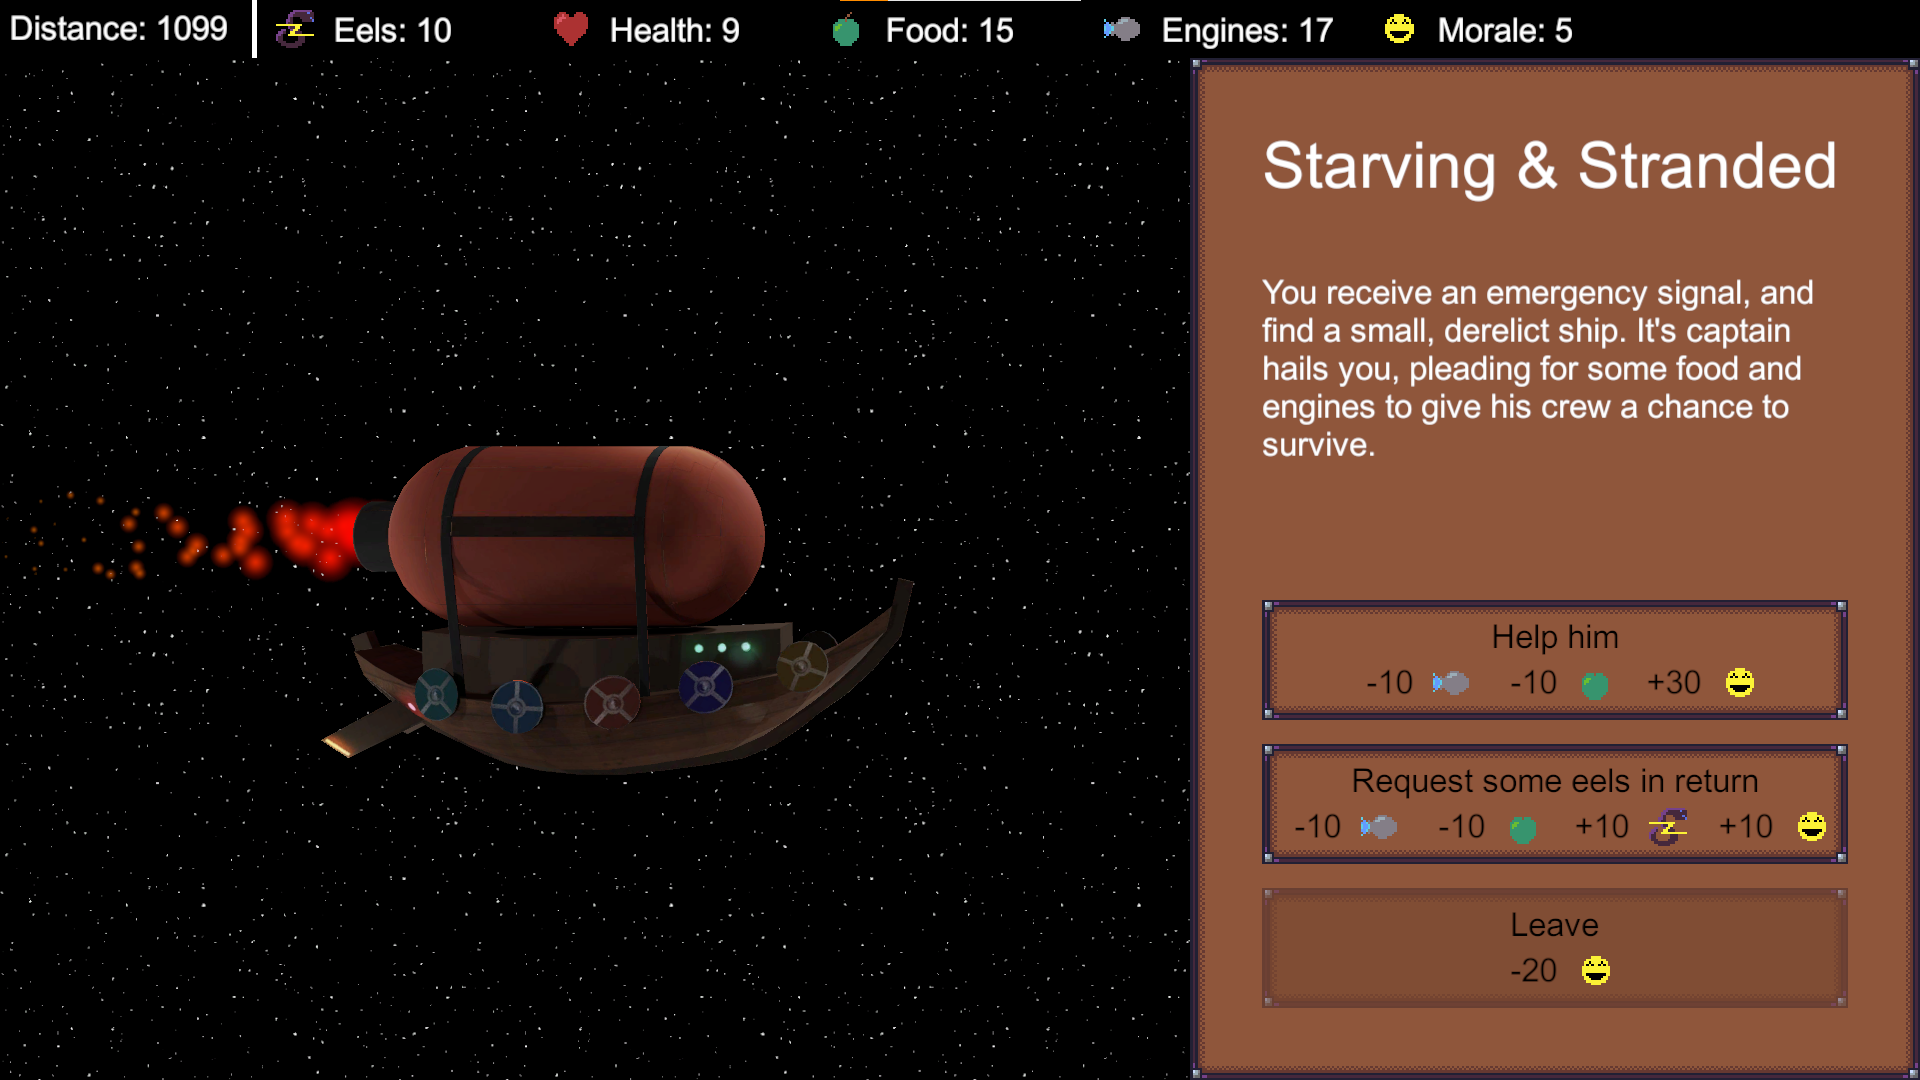 Distance: 1099
Eels: 10
Health: 9
Food: 15
Engines: 17
Morale: 5
Starving & Stranded
You receive an emergency signal, and
find a small, derelict ship. It's captain
hails you, pleading for some food and
engines to give his crew a chance to
survive.
Help him
-10 -10 +30
Request some eels in return
-10 -10 +10 +10
Leave
-20